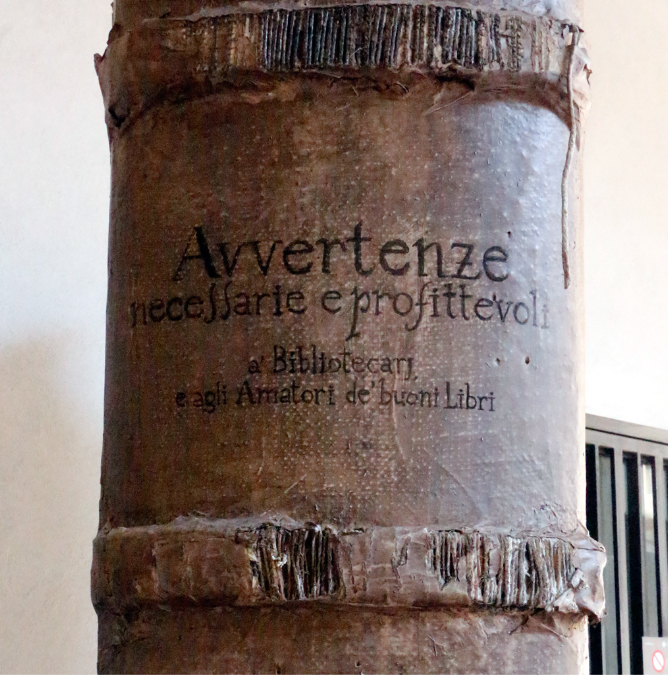 Avvertenze
neceſſarie e profittevoli
a' Bibliotecarj
e agli Amatori de' buoni Libri